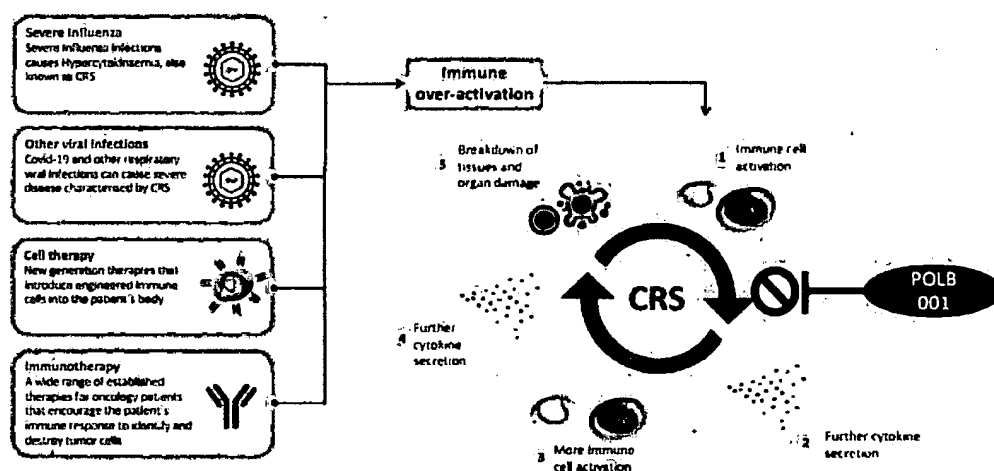 Severe Influenza
Severe Influenza Infections
causes Hypercytokinaemia, also
known as CRS
Other viral infections
Covid-19 and other respiratory
viral infections can cause severe
disease characterised by CRS
Cell therapy
New generation therapies that
introduce engineered immune
cells into the patient's body
Immunotherapy
A wide range of established
therapies for oncology patients
that encourage the patient's
immune response to identify and
destroy tumor cells
Immune
over-activation
1 Immune cell
activation
5 Breakdown of
tissues and
organ damage
CRS
POLB
001
4 Further
cytokine
secretion
3 More immune
cell activation
2 Further cytokine
secretion